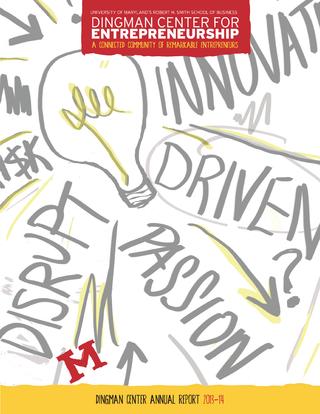 UNIVERSITY OF MARYLAND'S ROBERT H. SMITH SCHOOL OF BUSINESS
DINGMAN CENTER FOR
ENTREPRENEURSHIP
A CONNECTED COMMUNITY OF REMARKABLE ENTREPRENEURS
INNOVAT
DRIVEN
?
DISRUPT
PASSION
M
DINGMAN CENTER ANNUAL REPORT 2013-14